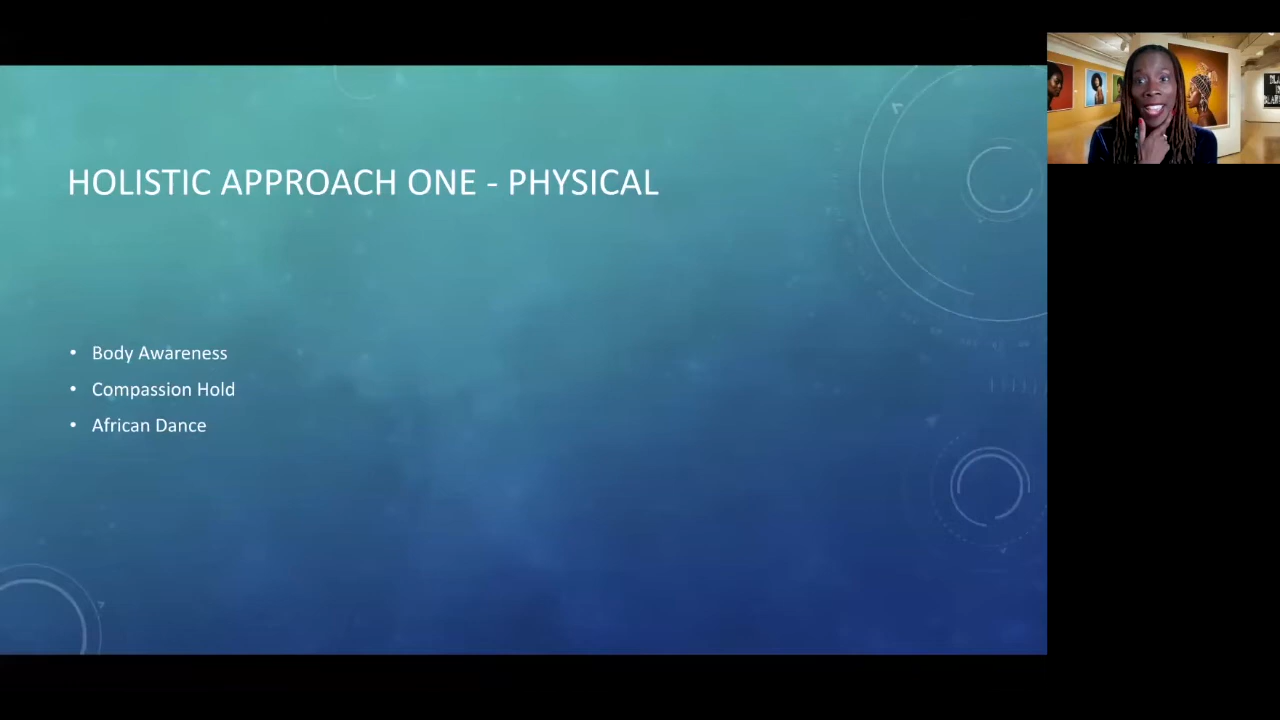 HOLISTIC APPROACH ONE - PHYSICAL
• Body Awareness
• Compassion Hold
• African Dance